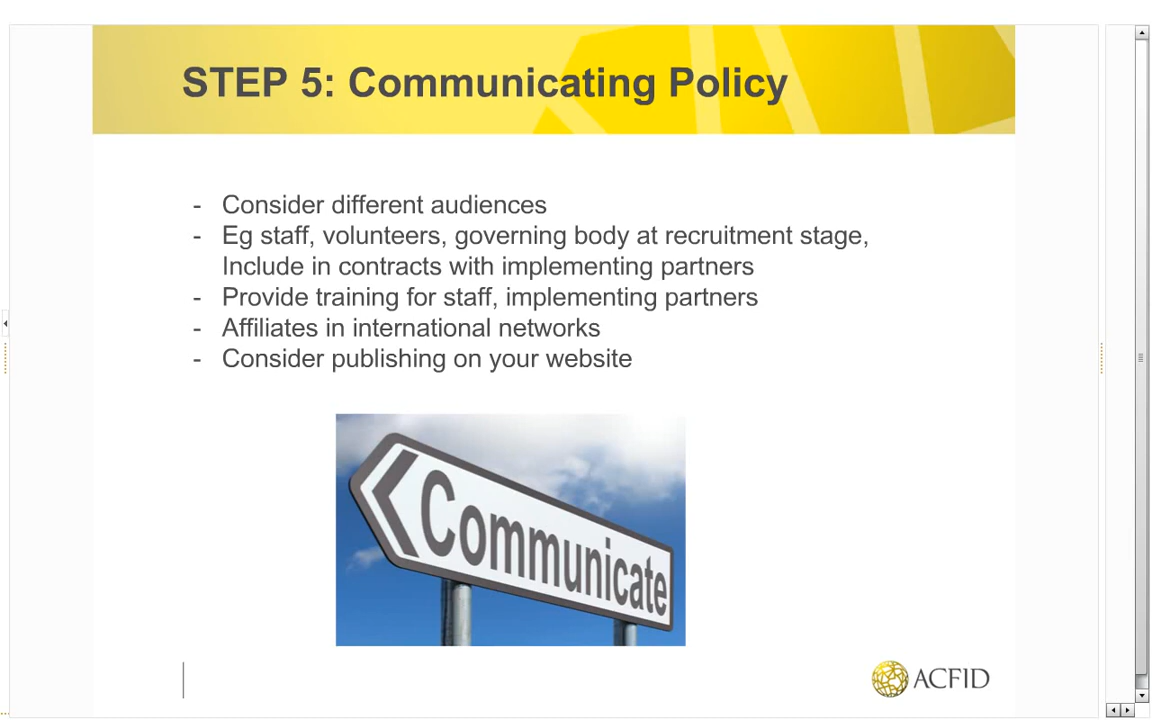 STEP 5: Communicating Policy
- Consider different audiences
- Eg staff, volunteers, governing body at recruitment stage,
Include in contracts with implementing partners
- Provide training for staff, implementing partners
- Affiliates in international networks
- Consider publishing on your website
Communicate
ACFID